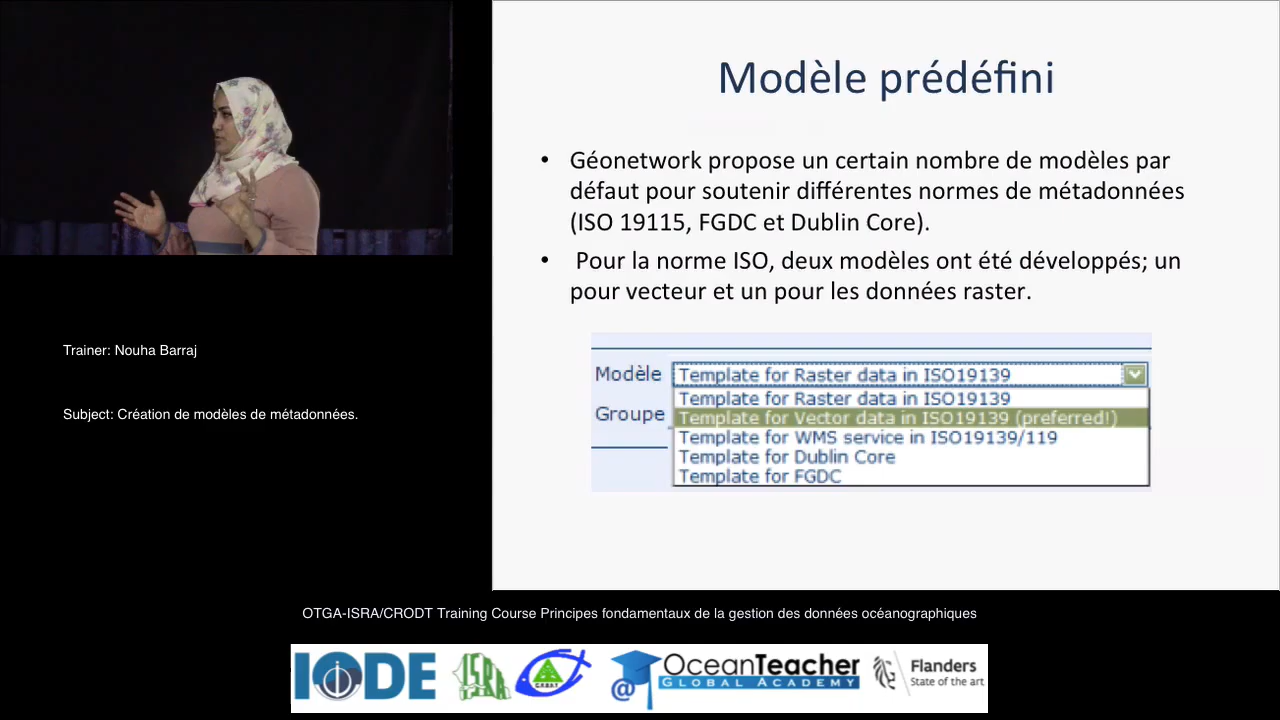 Modèle prédéfini
• Géonetwork propose un certain nombre de modèles par
défaut pour soutenir différentes normes de métadonnées
(ISO 19115, FGDC et Dublin Core).
• Pour la norme ISO, deux modèles ont été développés; un
pour vecteur et un pour les données raster.
Modèle
Template for Raster data in ISO19139
Template for Raster data in ISO19139
Groupe
Template for Vector data in ISO19139 (preferred!)
Template for WMS service in ISO19139/119
Template for Dublin Core
Template for FGDC
Trainer: Nouha Barraj
Subject: Création de modèles de métadonnées.
OTGA-ISRA/CRODT Training Course Principes fondamentaux de la gestion des données océanographiques
IODE
ISRA
@
OceanTeacher
GLOBAL ACADEMY
Flanders
State of the art